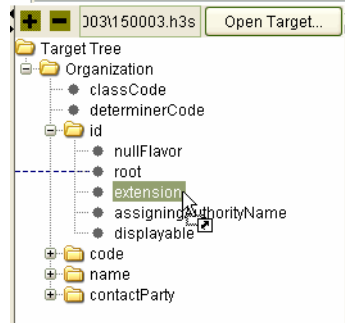 003\150003.h3s Open Target...
Target Tree
Organization
classCode
determinerCode
id
nullFlavor
root
extension
assigningAuthorityName
displayable
code
name
contactParty